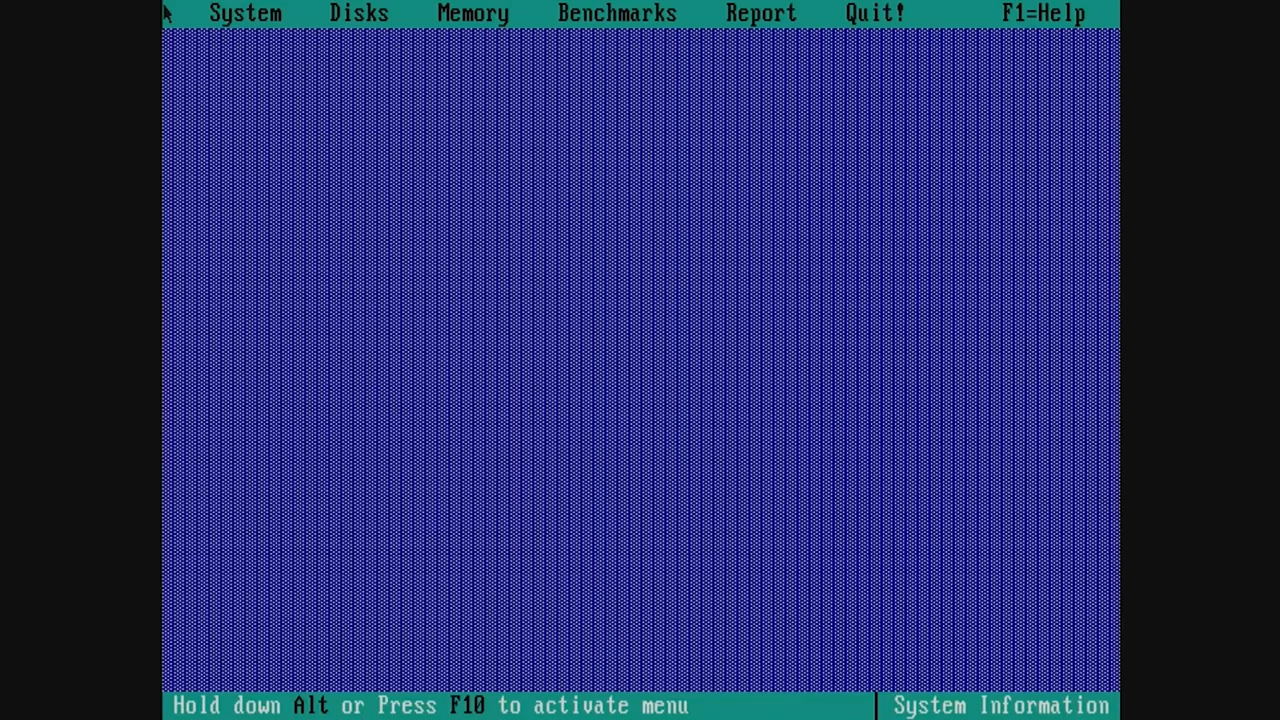 System Disks Memory Benchmarks Report Quit! F1=Help
Hold down Alt or Press F10 to activate menu System Information